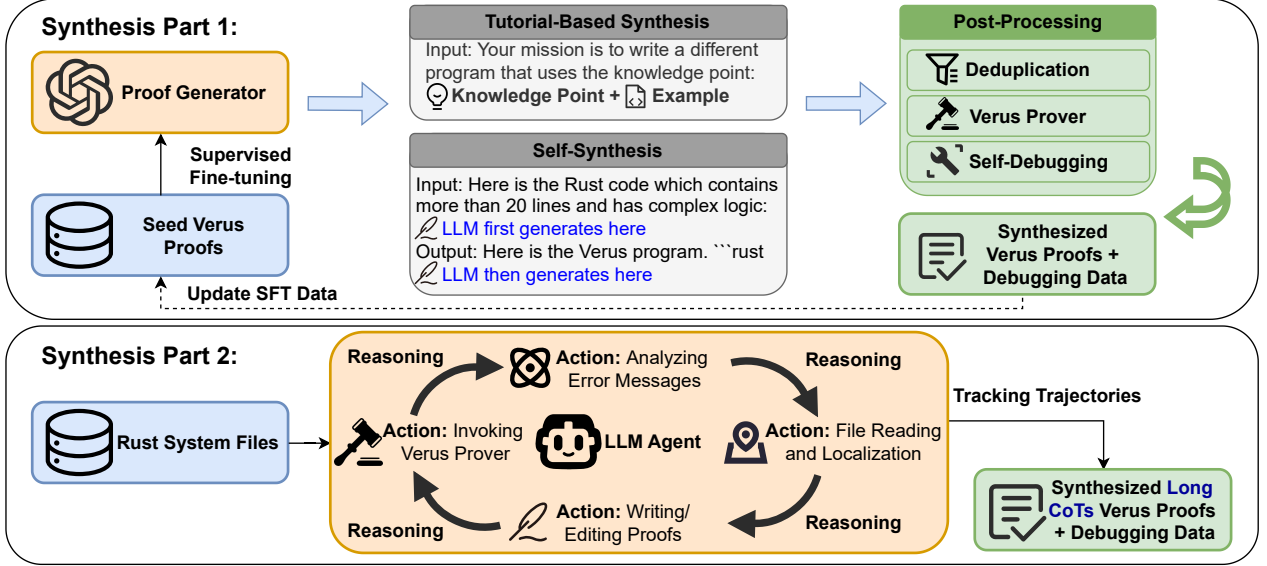 Synthesis Part 1:
Proof Generator
Supervised
Fine-tuning
Seed Verus
Proofs
Update SFT Data
Tutorial-Based Synthesis
Input: Your mission is to write a different
program that uses the knowledge point:
Knowledge Point + Example
Self-Synthesis
Input: Here is the Rust code which contains
more than 20 lines and has complex logic:
LLM first generates here
Output: Here is the Verus program. ```rust
LLM then generates here
Post-Processing
Deduplication
Verus Prover
Self-Debugging
Synthesized
Verus Proofs +
Debugging Data
Synthesis Part 2:
Rust System Files
Reasoning
Action: Analyzing
Error Messages
Reasoning
Action: Invoking
Verus Prover
LLM Agent
Action: File Reading
and Localization
Reasoning
Action: Writing/
Editing Proofs
Reasoning
Tracking Trajectories
Synthesized Long
CoTs Verus Proofs
+ Debugging Data